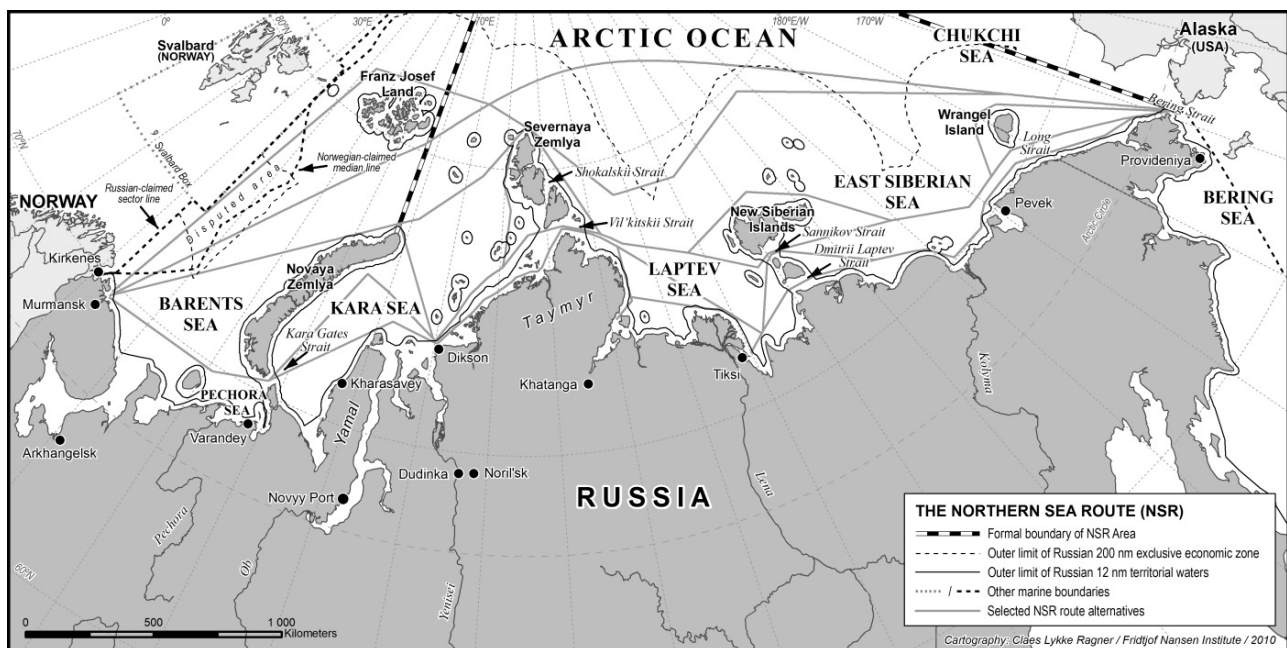 0°
80°N
30°E
70°E
180°E/W
170°W
Svalbard
(NORWAY)
ARCTIC OCEAN
CHUKCHI
SEA
Alaska
(USA)
Franz Josef
Land
70°N
Svalbard Box
Norwegian-claimed
median line
Russian-claimed
sector line
Disputed area
Severnaya
Zemlya
Shokalskii Strait
Vil'kitskii Strait
Wrangel
Island
Long
Strait
Bering Strait
Provideniya
BERING
SEA
Arctic Circle
NORWAY
Kirkenes
Murmansk
BARENTS
SEA
Novaya
Zemlya
KARA SEA
Kara Gates
Strait
Taymyr
LAPTEV
SEA
New Siberian
Islands
EAST SIBERIAN
SEA
Sannikov Strait
Dmitrii Laptev
Strait
Pevek
Dikson
Khatanga
Tiksi
Kolyma
PECHORA
SEA
Kharasavey
Yamal
Varandey
Arkhangelsk
Dudinka
Noril'sk
Novyy Port
Pechora
Ob
Yenisei
Lena
RUSSIA
60°N
0
500
1 000
Kilometers
THE NORTHERN SEA ROUTE (NSR)
Formal boundary of NSR Area
Outer limit of Russian 200 nm exclusive economic zone
Outer limit of Russian 12 nm territorial waters
/ Other marine boundaries
Selected NSR route alternatives
Cartography: Claes Lykke Ragner / Fridtjof Nansen Institute / 2010